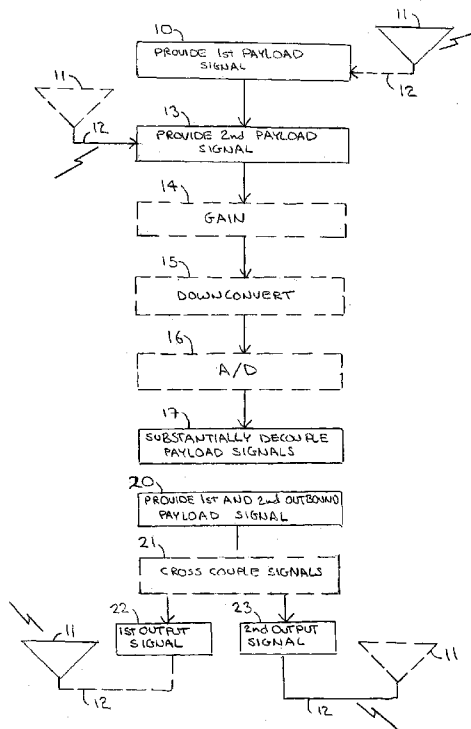 10
11
PROVIDE 1st PAYLOAD
SIGNAL
12
11
12
13
PROVIDE 2nd PAYLOAD
SIGNAL
14
GAIN
15
DOWNCONVERT
16
A/D
17
SUBSTANTIALLY DECOUPLE
PAYLOAD SIGNALS
20
PROVIDE 1st AND 2nd OUTBOUND
PAYLOAD SIGNAL
21
CROSS COUPLE SIGNALS
22
23
11
1st OUTPUT
SIGNAL
2nd OUTPUT
SIGNAL
11
12
12